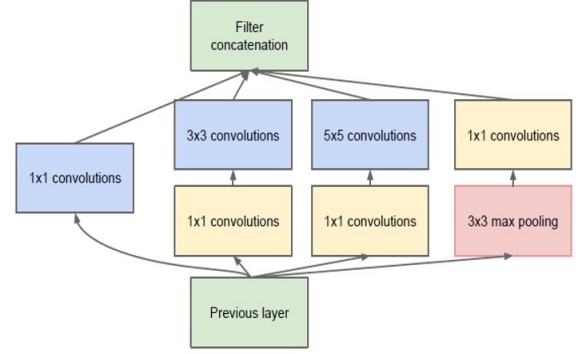 Filter
concatenation
3x3 convolutions
5x5 convolutions
1x1 convolutions
1x1 convolutions
1x1 convolutions
1x1 convolutions
3x3 max pooling
Previous layer